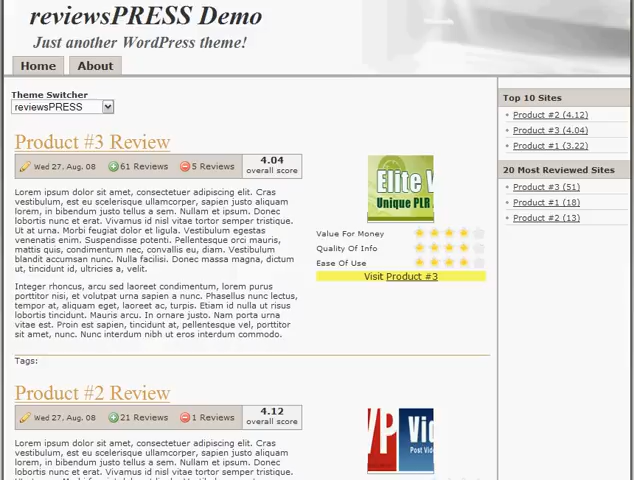 reviewsPRESS Demo
Just another WordPress theme!
Home
About
Theme Switcher
reviewsPRESS
Product #3 Review
Wed 27, Aug. 08
61 Reviews
5 Reviews
4.04
overall score
Lorem ipsum dolor sit amet, consectetuer adipiscing elit. Cras
vestibulum, est euismod scelerisque ullamcorper, sapien justo aliquam
lorem, in bibendum justo tellus a sem. Nullam et ipsum. Donec
lobortis nunc et erat. Vivamus id nisl vitae tortor semper tristique.
Ut at urna. Morbi feugiat dolor et ligula. Vestibulum egestas
venenatis enim. Suspendisse potenti. Pellentesque orci mauris,
mattis quis, condimentum nec, convallis eu, diam. Vestibulum
blandit accumsan nunc. Nulla facilisi. Donec massa magna, dictum
ut, tincidunt id, ultricies a, velit.
Integer rhoncus, arcu sed laoreet condimentum, lorem purus
porttitor nisi, et volutpat urna sapien a nunc. Phasellus nunc lectus,
tempor at, aliquam eget, laoreet ac, turpis. Etiam id nulla ut risus
lobortis tincidunt. Mauris arcu. In ornare justo. Nam porta urna
vitae est. Proin est sapien, tincidunt at, pellentesque vel, porttitor
sit amet, nunc. Nunc interdum nibh ut eros interdum commodo.
Elite V
Unique PLR
Value For Money
Quality Of Info
Ease Of Use
Visit Product #3
Tags:
Product #2 Review
Wed 27, Aug. 08
21 Reviews
1 Reviews
4.12
overall score
Lorem ipsum dolor sit amet, consectetuer adipiscing elit. Cras
vestibulum, est euismod scelerisque ullamcorper, sapien justo aliquam
lorem, in bibendum justo tellus a sem. Nullam et ipsum. Donec
lobortis nunc et erat. Vivamus id nisl vitae tortor semper tristique.
VP
Vid
Post Video
Top 10 Sites
Product #2 (4.12)
Product #3 (4.04)
Product #1 (3.22)
20 Most Reviewed Sites
Product #3 (51)
Product #1 (18)
Product #2 (13)